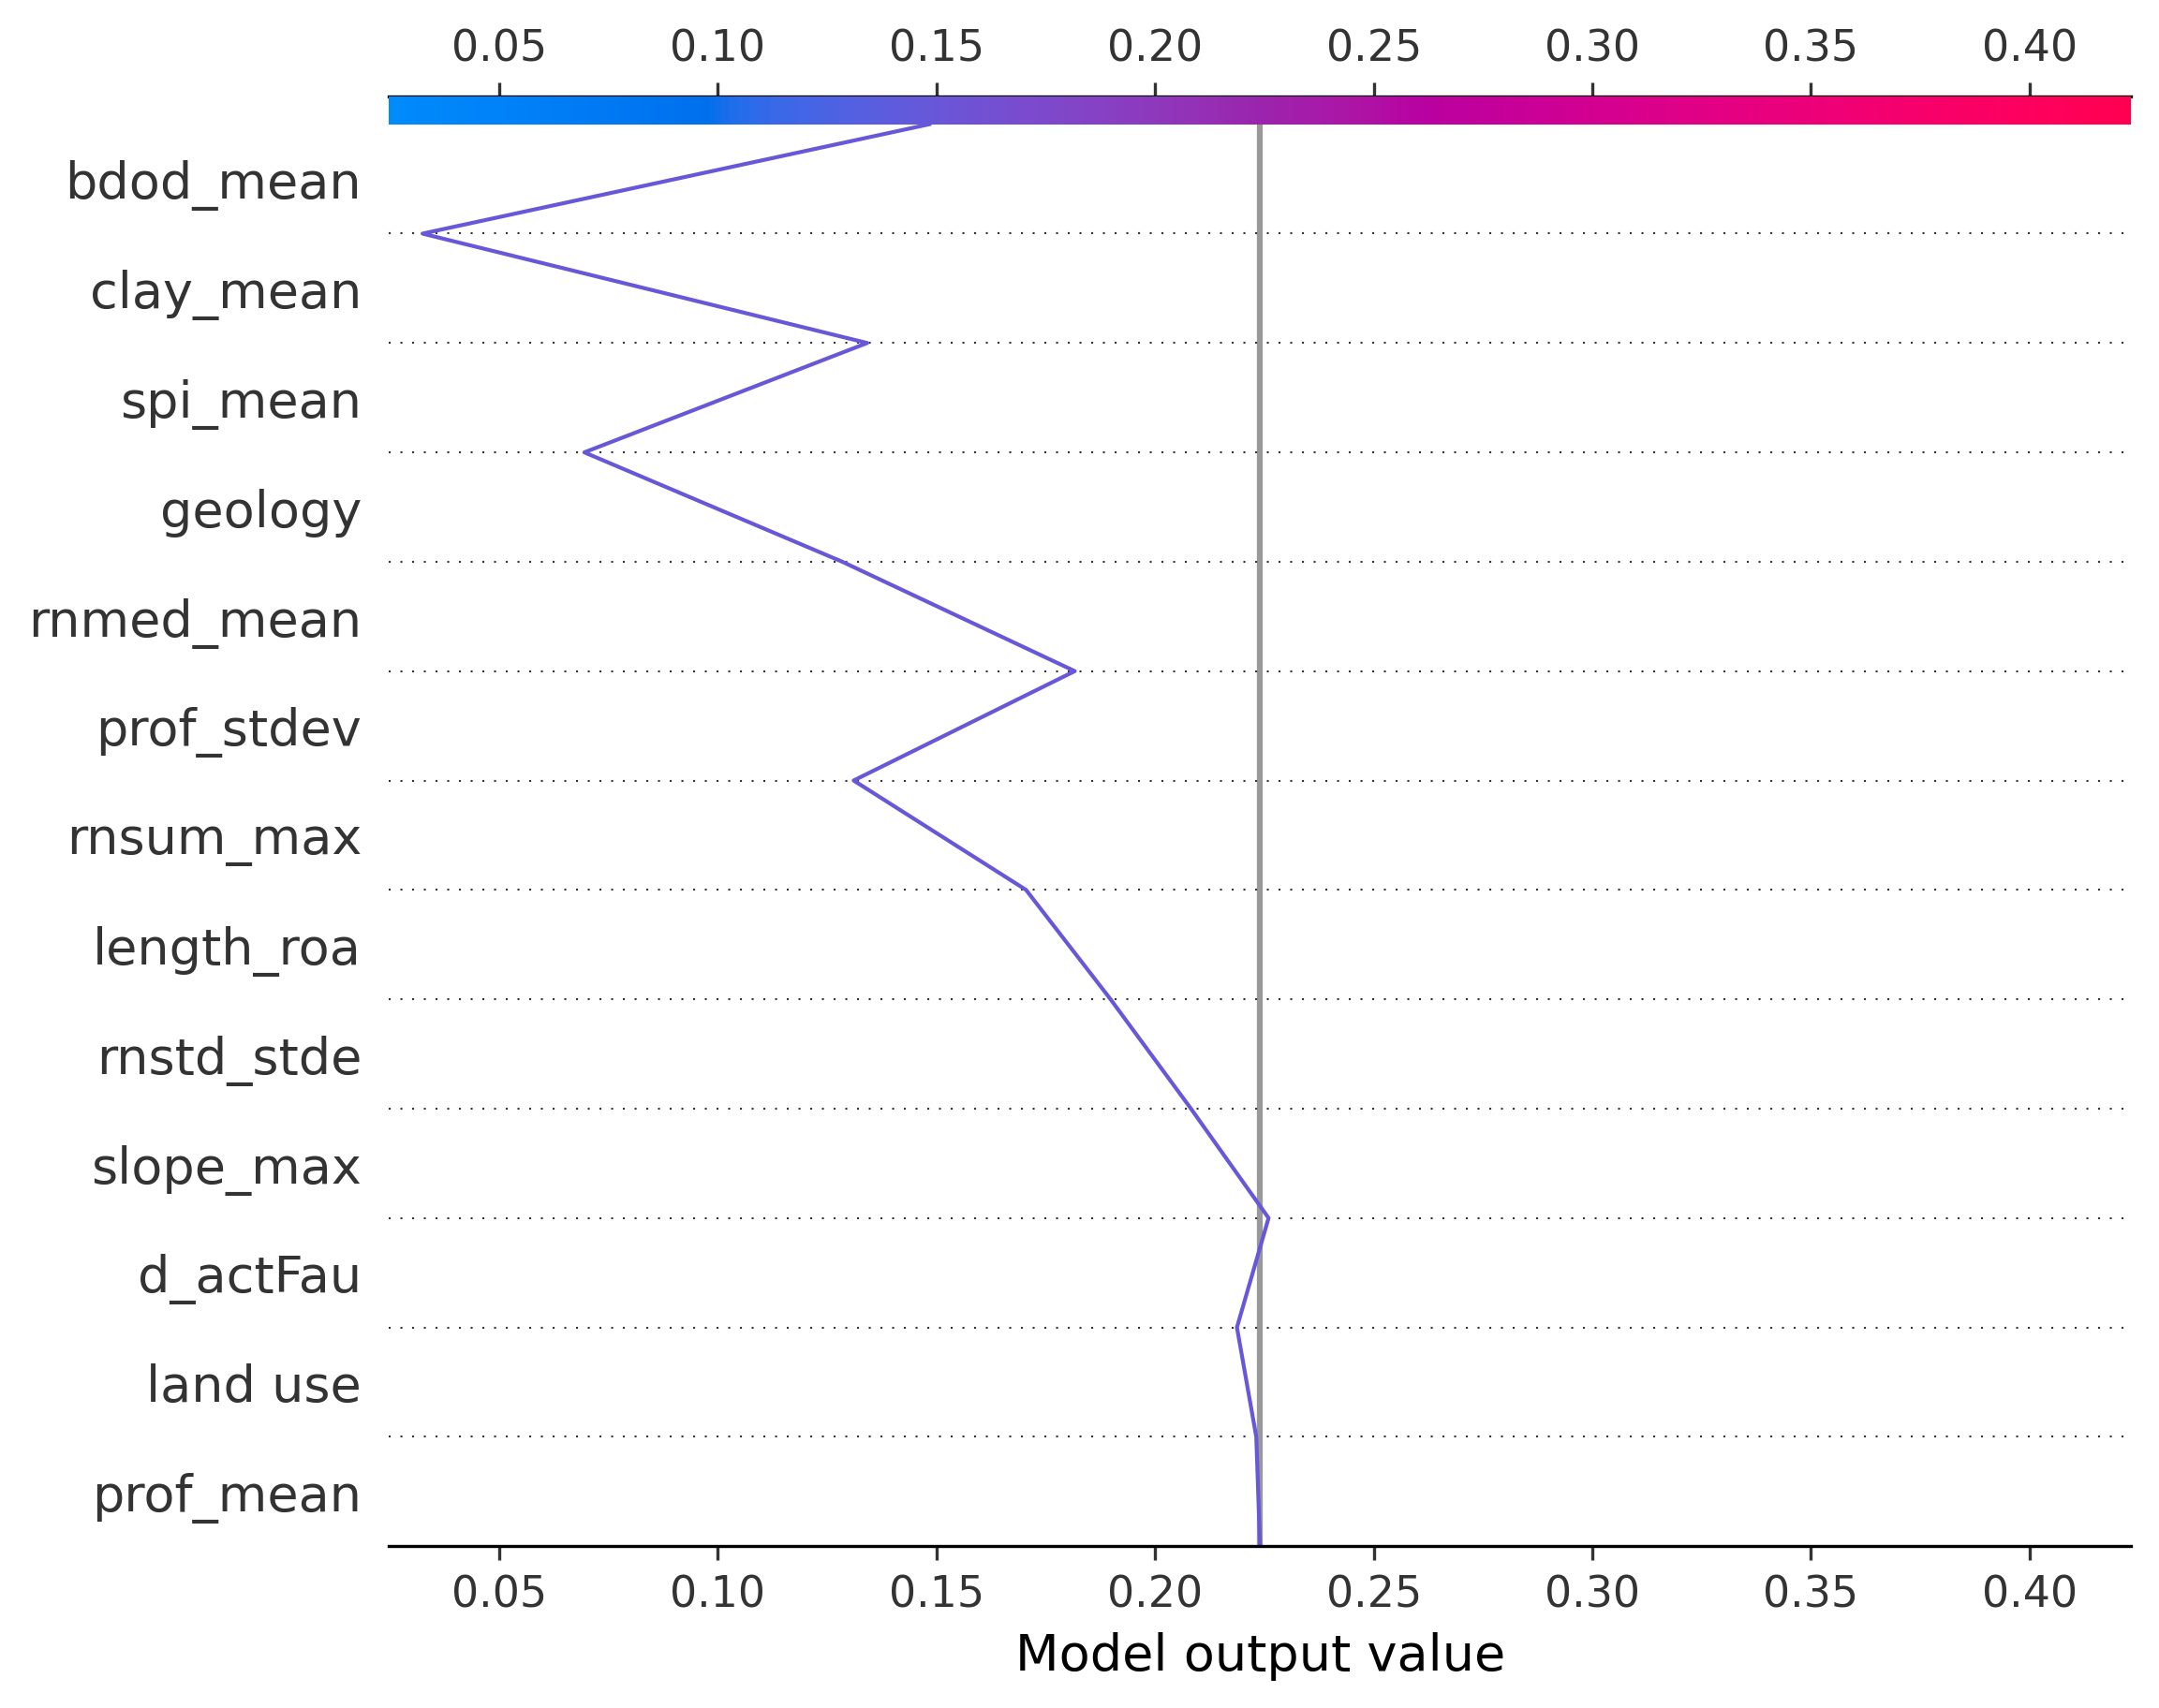 0.05 0.10 0.15 0.20 0.25 0.30 0.35 0.40
bdod_mean
clay_mean
spi_mean
geology
rnmed_mean
prof_stdev
rnsum_max
length_roa
rnstd_stde
slope_max
d_actFau
land use
prof_mean
0.05 0.10 0.15 0.20 0.25 0.30 0.35 0.40
Model output value